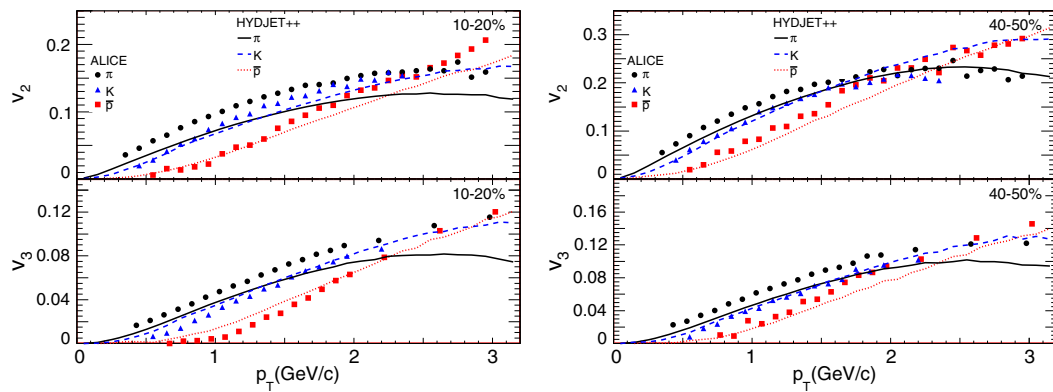 HYDJET++
10-20%
0.2
π
ALICE
K
π
p̅
K
p̅
v2
0.1
0
10-20%
0.12
v3
0.08
0.04
0
0
1
2
3
pT(GeV/c)
HYDJET++
40-50%
0.3
π
ALICE
K
π
p̅
K
p̅
0.2
v2
0.1
0
40-50%
0.16
0.12
v3
0.08
0.04
0
0
1
2
3
pT(GeV/c)